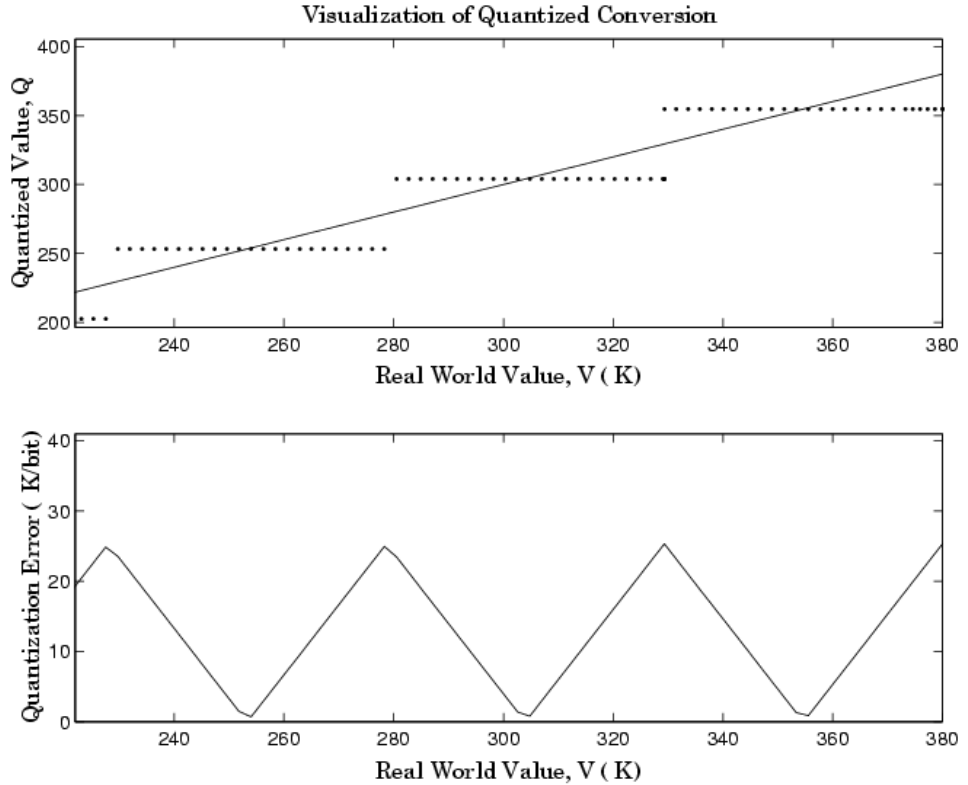 Visualization of Quantized Conversion
Quantized Value, Q
400
350
300
250
200
240 260 280 300 320 340 360 380
Real World Value, V ( K)
Quantization Error ( K/bit)
40
30
20
10
0
240 260 280 300 320 340 360 380
Real World Value, V ( K)